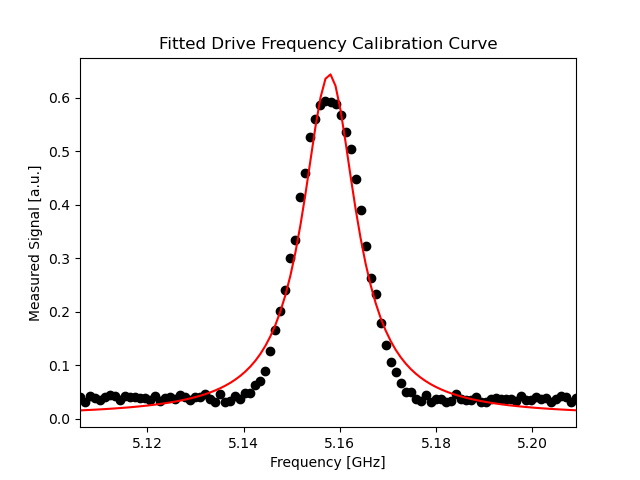 Fitted Drive Frequency Calibration Curve
0.6
0.5
0.4
0.3
0.2
0.1
0.0
Measured Signal [a.u.]
5.12 5.14 5.16 5.18 5.20
Frequency [GHz]